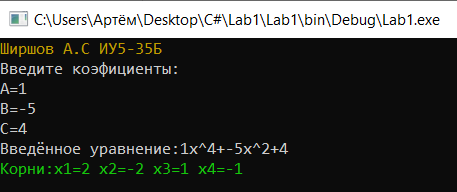 C:\Users\Артём\Desktop\C#\Lab1\Lab1\bin\Debug\Lab1.exe
Ширшов А.С ИУ5-35Б
Введите коэфициенты:
A=1
B=-5
C=4
Введённое уравнение:1x^4+-5x^2+4
Корни:x1=2 x2=-2 x3=1 x4=-1